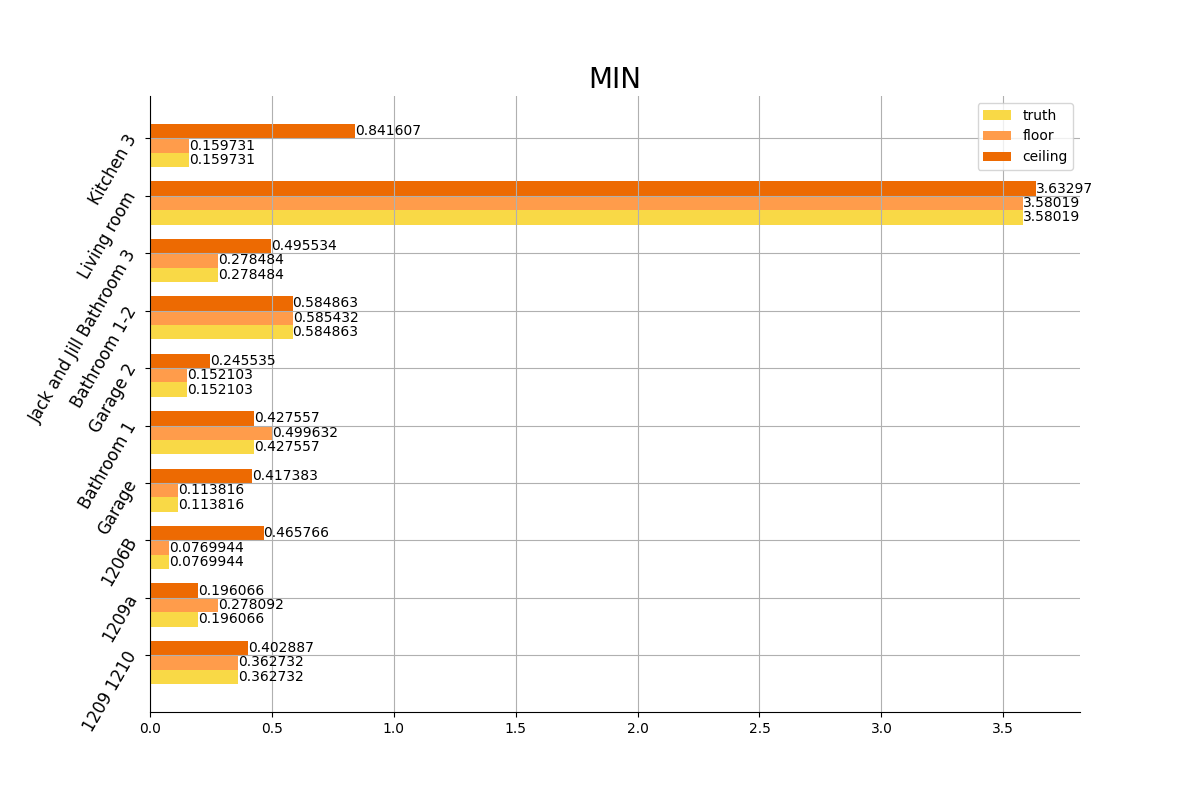 MIN
truth
floor
ceiling
Kitchen 3
0.841607
0.159731
0.159731
Living room
3.63297
3.58019
3.58019
Jack and Jill Bathroom 3
0.495534
0.278484
0.278484
Bathroom 1-2
0.584863
0.585432
0.584863
Garage 2
0.245535
0.152103
0.152103
Bathroom 1
0.427557
0.499632
0.427557
Garage
0.417383
0.113816
0.113816
1206B
0.465766
0.0769944
0.0769944
1209a
0.196066
0.278092
0.196066
1209 1210
0.402887
0.362732
0.362732
0.0 0.5 1.0 1.5 2.0 2.5 3.0 3.5